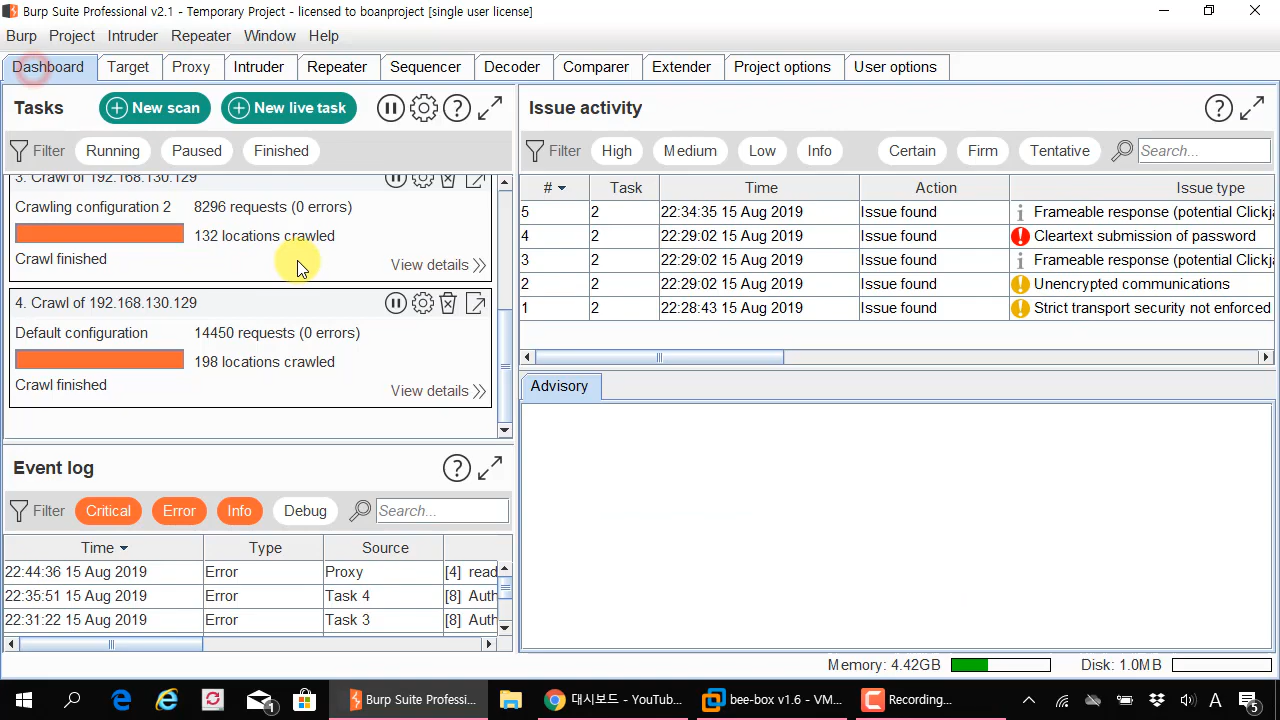 Burp Suite Professional v2.1 - Temporary Project - licensed to boanproject [single user license]
Burp Project Intruder Repeater Window Help
Dashboard Target Proxy Intruder Repeater Sequencer Decoder Comparer Extender Project options User options
Tasks New scan New live task
Filter Running Paused Finished
3. Crawl of 192.168.130.129
Crawling configuration 2 8296 requests (0 errors)
132 locations crawled
Crawl finished
View details
4. Crawl of 192.168.130.129
Default configuration 14450 requests (0 errors)
198 locations crawled
Crawl finished
View details
Event log
Filter Critical Error Info Debug Search...
Time Type Source
22:44:36 15 Aug 2019 Error Proxy [4] read
22:35:51 15 Aug 2019 Error Task 4 [8] Auth
22:31:22 15 Aug 2019 Error Task 3 [8] Auth
Issue activity
Filter High Medium Low Info Certain Firm Tentative Search...
# Task Time Action Issue type
5 2 22:34:35 15 Aug 2019 Issue found Frameable response (potential Clickja
4 2 22:29:02 15 Aug 2019 Issue found Cleartext submission of password
3 2 22:29:02 15 Aug 2019 Issue found Frameable response (potential Clickja
2 2 22:29:02 15 Aug 2019 Issue found Unencrypted communications
1 2 22:28:43 15 Aug 2019 Issue found Strict transport security not enforced
Advisory
Memory: 4.42GB Disk: 1.0MB
1 Burp Suite Professi... 대시보드 - YouTub... bee-box v1.6 - VM... Recording... A 5